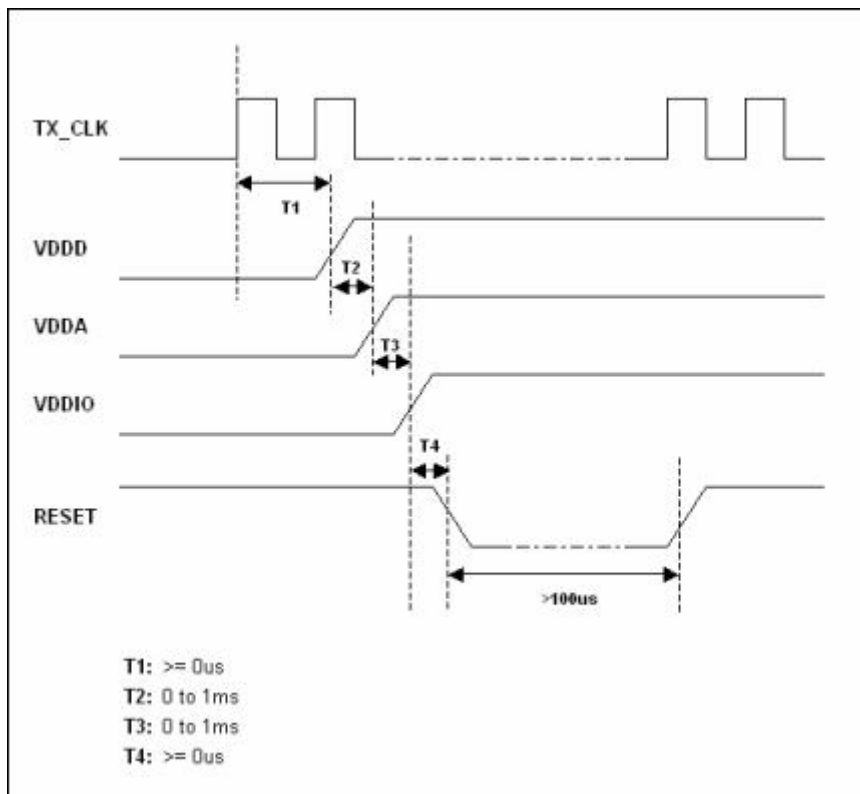 TX_CLK
T1
VDDD
T2
VDDA
T3
VDDIO
T4
RESET
>100us
T1: >= 0us
T2: 0 to 1ms
T3: 0 to 1ms
T4: >= 0us